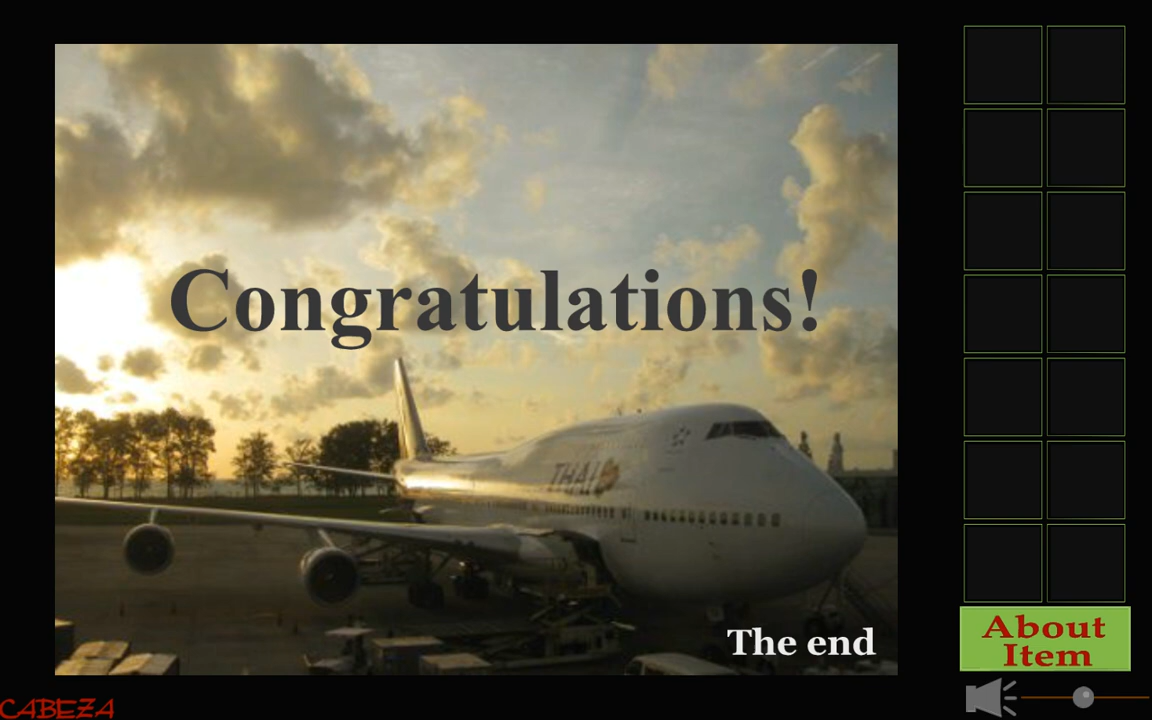 Congratulations!
THAI
The end
About
Item
CABEZA